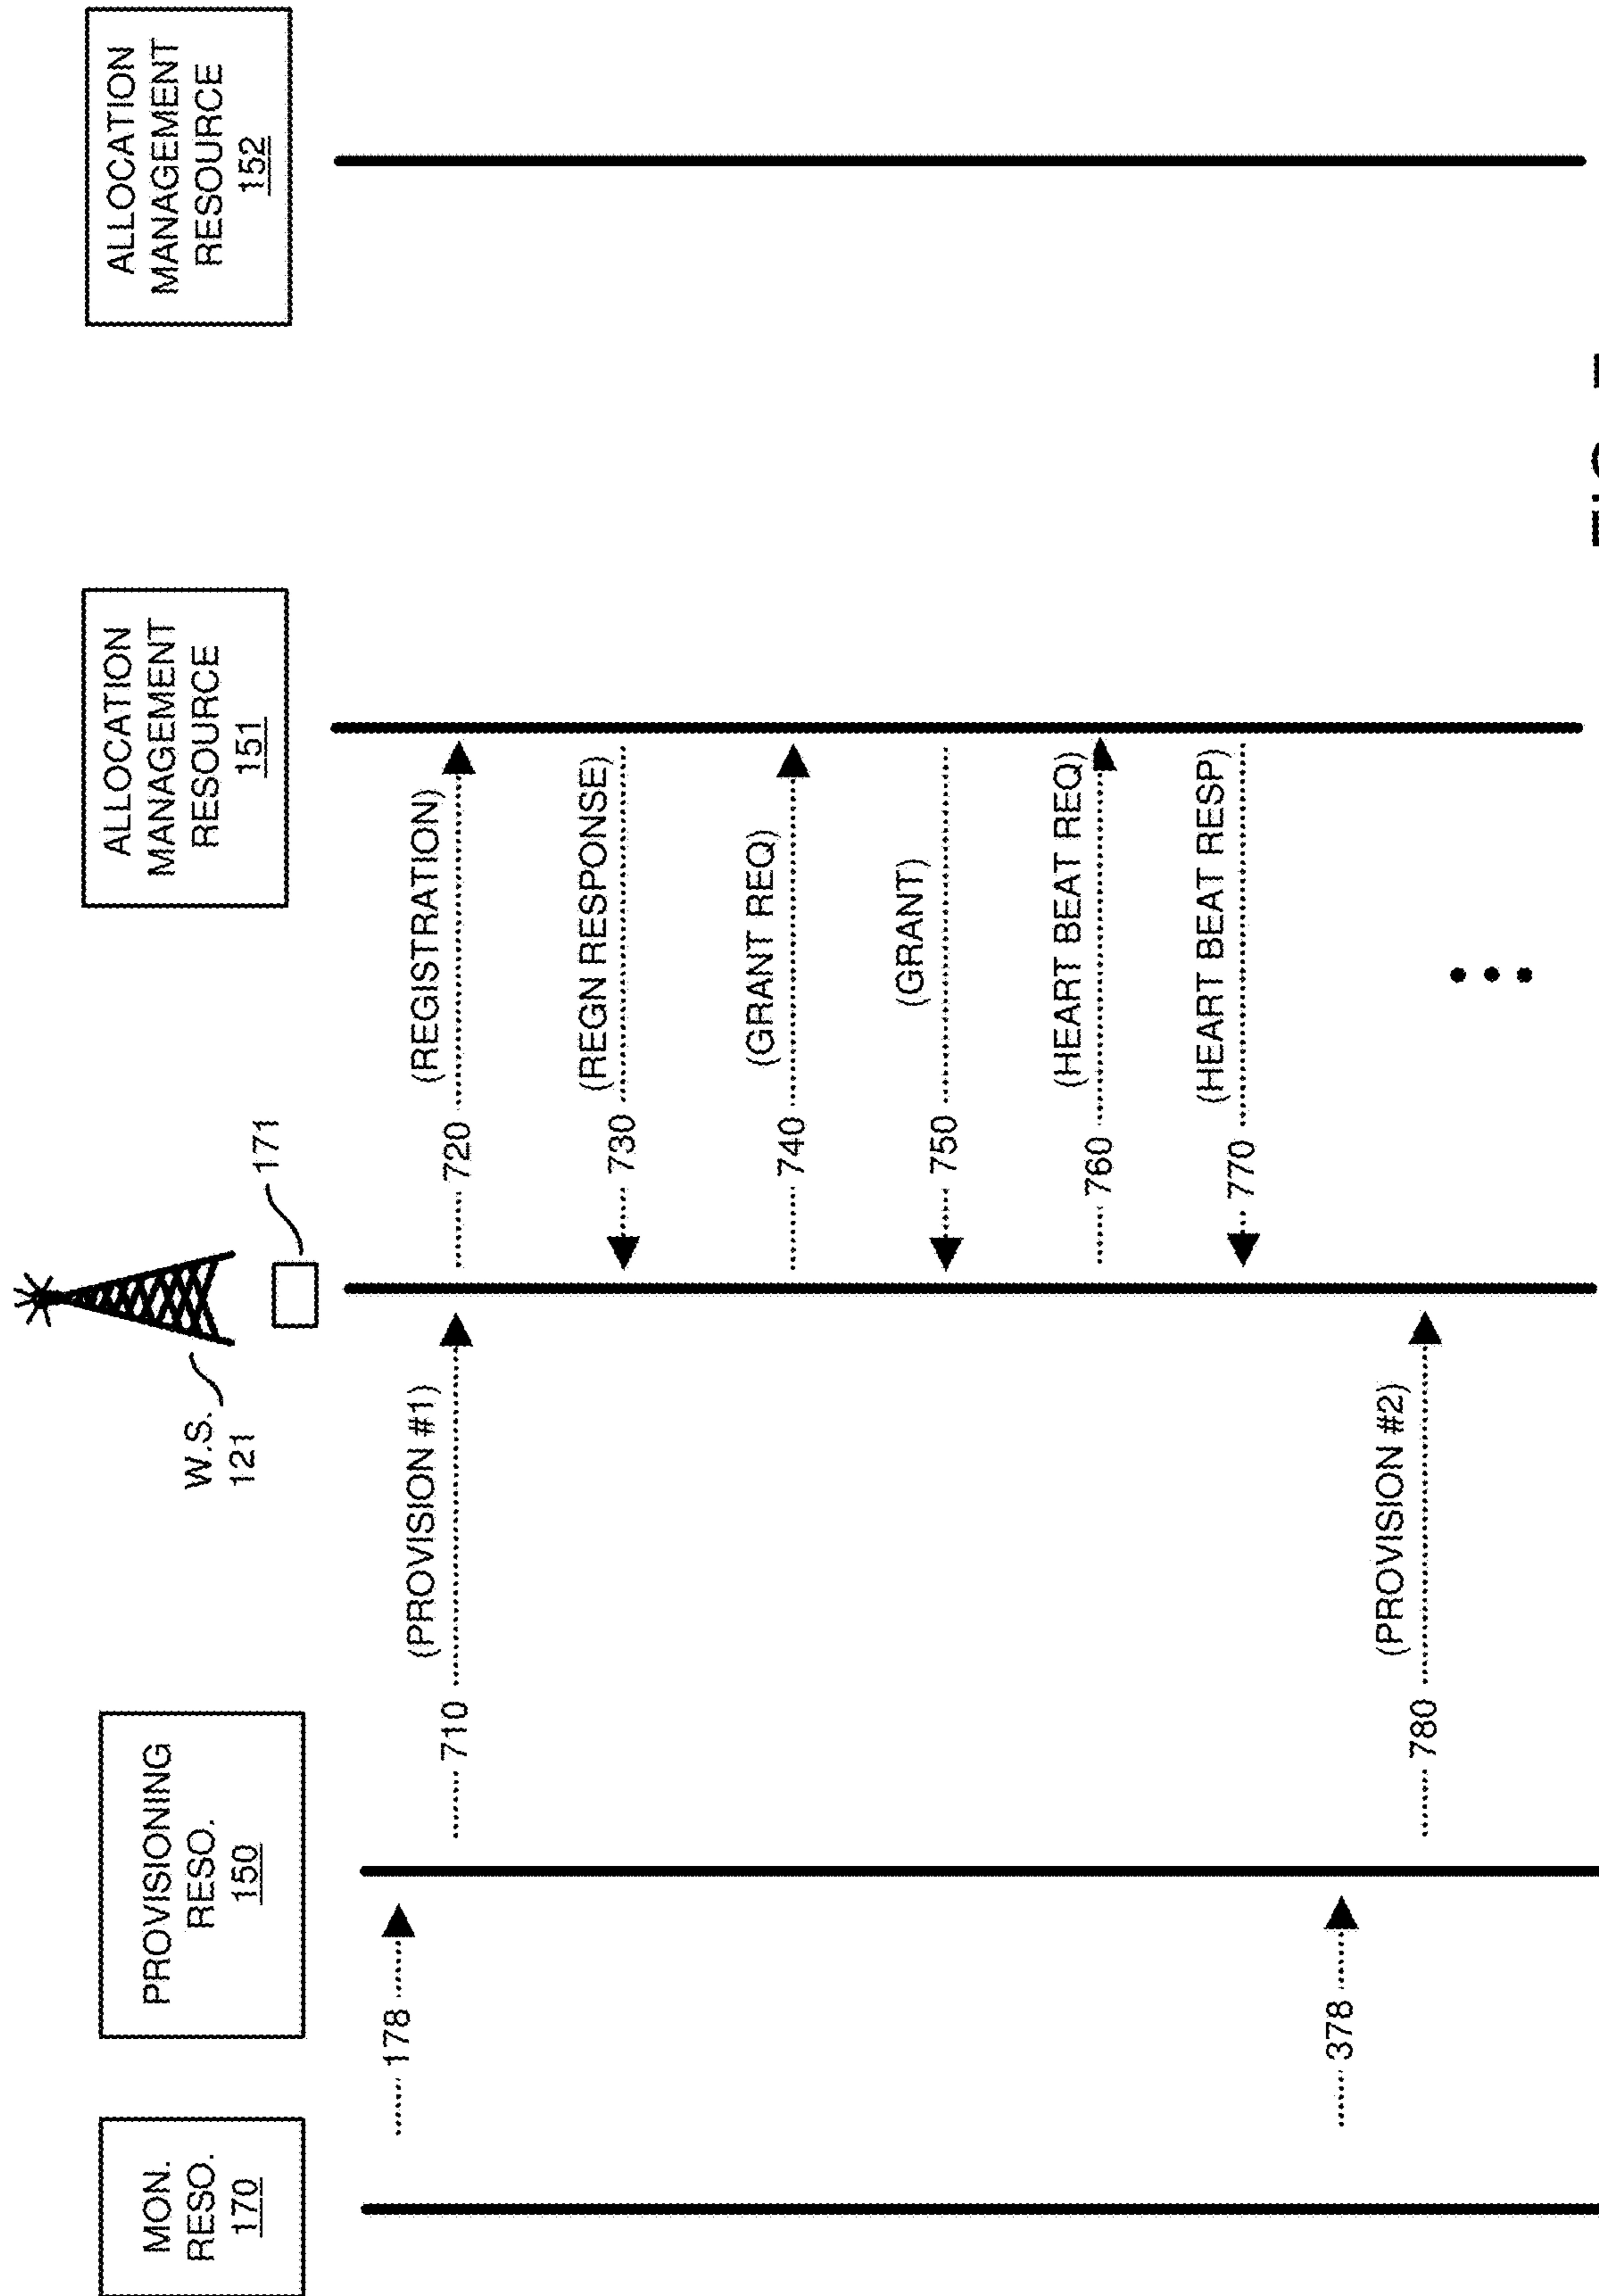 MON.
RESO.
170
PROVISIONING
RESO.
150
W.S.
121
171
ALLOCATION
MANAGEMENT
RESOURCE
151
ALLOCATION
MANAGEMENT
RESOURCE
152
178
710
(PROVISION #1)
720
(REGISTRATION)
730
(REGN RESPONSE)
740
(GRANT REQ)
750
(GRANT)
760
(HEART BEAT REQ)
770
(HEART BEAT RESP)
378
780
(PROVISION #2)